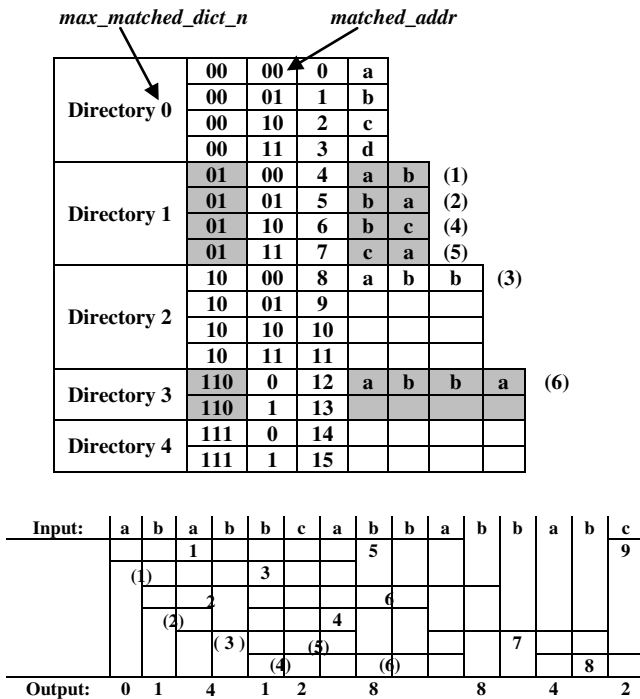 max_matched_dict_n matched_addr
Directory 0
00 00 0 a
00 01 1 b
00 10 2 c
00 11 3 d
Directory 1
01 00 4 a b (1)
01 01 5 b a (2)
01 10 6 b c (4)
01 11 7 c a (5)
Directory 2
10 00 8 a b b (3)
10 01 9
10 10 10
10 11 11
Directory 3
110 0 12 a b b a (6)
110 1 13
Directory 4
111 0 14
111 1 15
Input: a b a b b c a b b a b b a b c
1 5 9
(1) 3
2 6
(2) 4
(3) (5) 7
(4) (6) 8
Output: 0 1 4 1 2 8 8 4 2